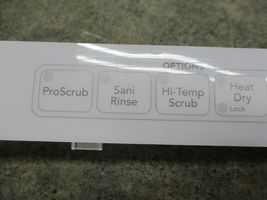 OPTIONS
ProScrub
Sani
Rinse
Hi-Temp
Scrub
Heat
Dry
Lock